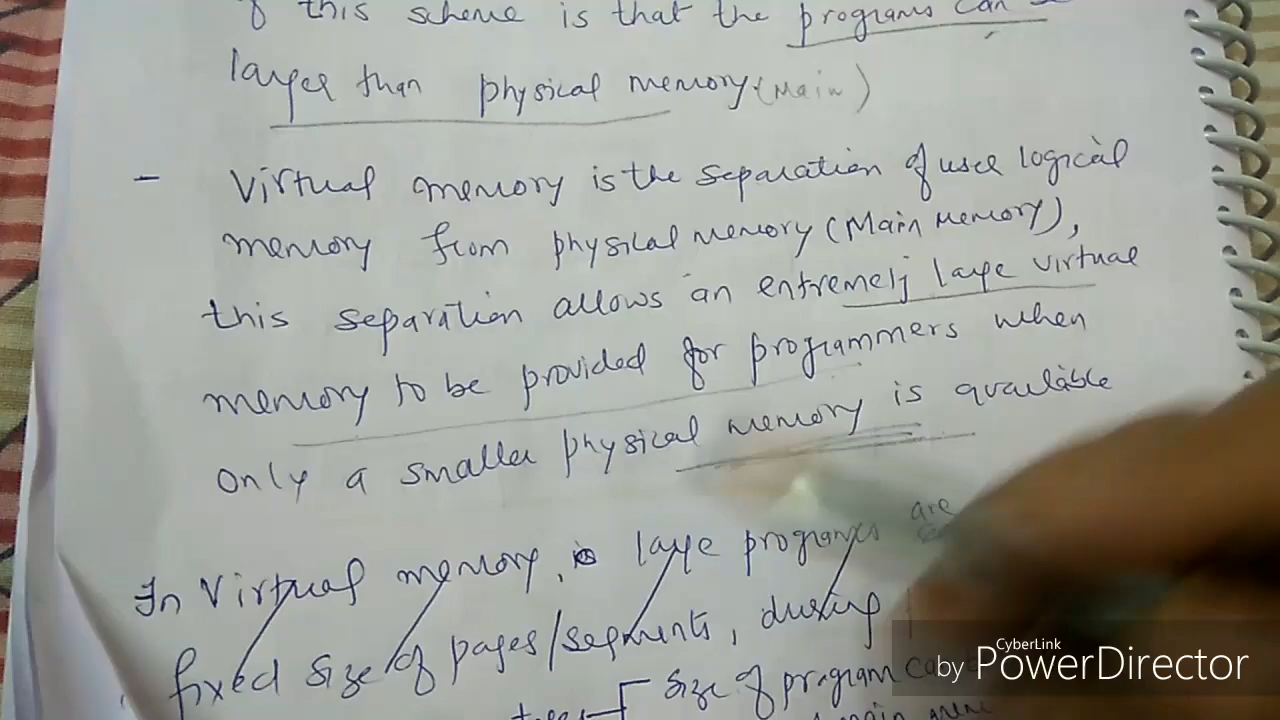 of this scheme is that the programs can
larger than physical memory (Main)
- Virtual memory is the separation of user logical
memory from physical memory (Main Memory),
this separation allows an extremely large virtual
memory to be provided for programmers when
only a smaller physical memory is available
In Virtual memory, large programs are
fixed size of pages/segments, during
size of program can
main
CyberLink
by PowerDirector